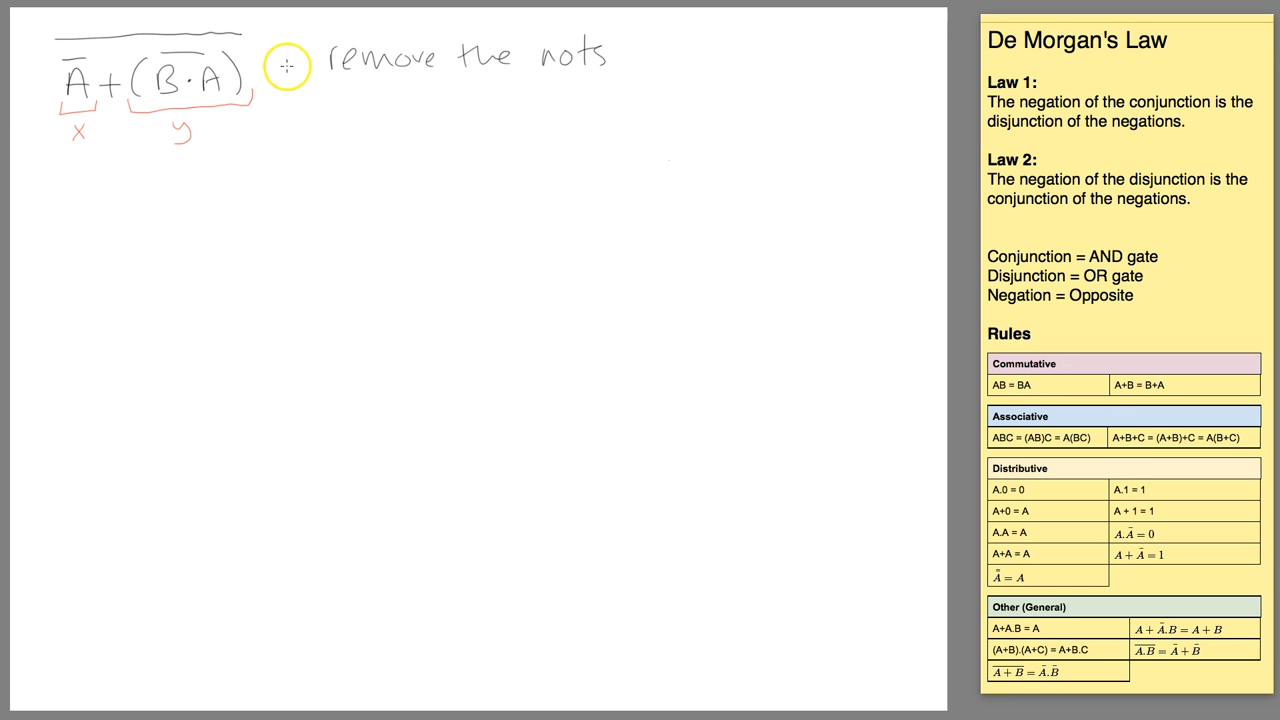 A̅ + (B·A)‾ remove the nots
x y
De Morgan's Law
Law 1:
The negation of the conjunction is the
disjunction of the negations.
Law 2:
The negation of the disjunction is the
conjunction of the negations.
Conjunction = AND gate
Disjunction = OR gate
Negation = Opposite
Rules
Commutative
AB = BA A+B = B+A
Associative
ABC = (AB)C = A(BC) A+B+C = (A+B)+C = A(B+C)
Distributive
A.0 = 0 A.1 = 1
A+0 = A A + 1 = 1
A.A = A A.Ā = 0
A+A = A A + Ā = 1
A̿ = A
Other (General)
A+A.B = A A + Ā.B = A + B
(A+B).(A+C) = A+B.C A̅.̅B̅ = Ā + B̄
A̅ ̅+̅ ̅B̅ = Ā.B̄